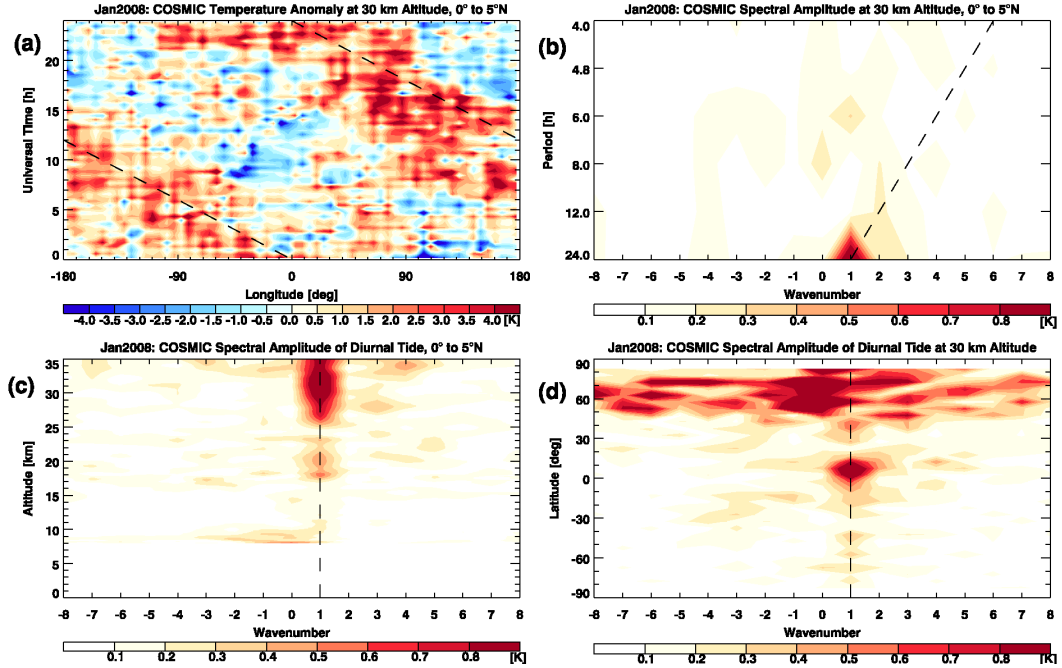 Jan2008: COSMIC Temperature Anomaly at 30 km Altitude, 0° to 5°N
(a)
Universal Time [h]
20
15
10
5
0
-180 -90 0 90 180
Longitude [deg]
-4.0 -3.5 -3.0 -2.5 -2.0 -1.5 -1.0 -0.5 0.0 0.5 1.0 1.5 2.0 2.5 3.0 3.5 4.0 [K]
Jan2008: COSMIC Spectral Amplitude at 30 km Altitude, 0° to 5°N
(b)
Period [h]
4.0
4.8
6.0
8.0
12.0
24.0
-8 -7 -6 -5 -4 -3 -2 -1 0 1 2 3 4 5 6 7 8
Wavenumber
0.1 0.2 0.3 0.4 0.5 0.6 0.7 0.8 [K]
Jan2008: COSMIC Spectral Amplitude of Diurnal Tide, 0° to 5°N
(c)
Altitude [km]
35
30
25
20
15
10
5
0
-8 -7 -6 -5 -4 -3 -2 -1 0 1 2 3 4 5 6 7 8
Wavenumber
0.1 0.2 0.3 0.4 0.5 0.6 0.7 0.8 [K]
Jan2008: COSMIC Spectral Amplitude of Diurnal Tide at 30 km Altitude
(d)
Latitude [deg]
90
60
30
0
-30
-60
-90
-8 -7 -6 -5 -4 -3 -2 -1 0 1 2 3 4 5 6 7 8
Wavenumber
0.1 0.2 0.3 0.4 0.5 0.6 0.7 0.8 [K]